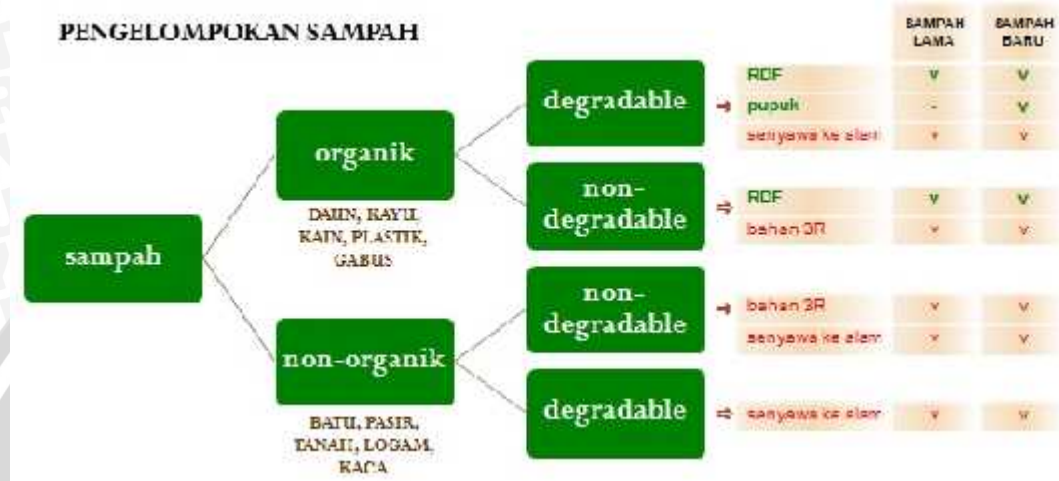 PENGELOMPOKAN SAMPAH
SAMPAH LAMA
SAMPAH BARU
sampah
organik
DAUN, KAYU,
KAIN, PLASTIK,
GABUS
non-organik
BATU, PASIR,
TANAH, LOGAM,
KACA
degradable
RDF v v
pupuk - v
senyawa ke alam v v
non-
degradable
RDF v v
bahan 3R v v
non-
degradable
bahan 3R v v
senyawa ke alam v v
degradable
senyawa ke alam v v